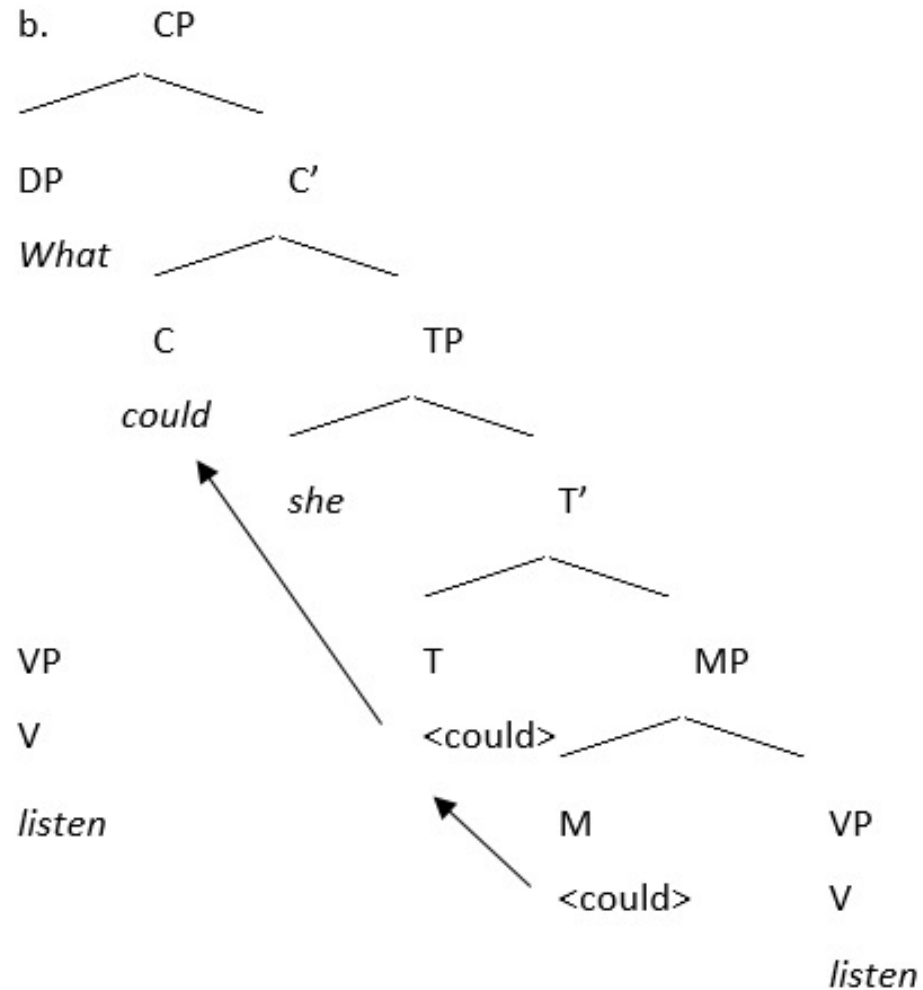 b. CP
DP C’
What
C TP
could
she T’
VP T MP
V <could>
listen M VP
<could> V
listen